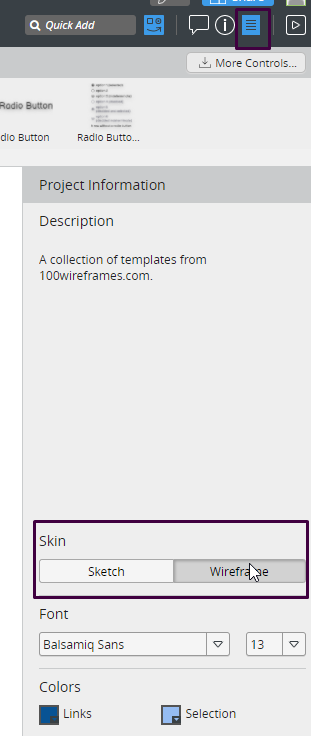 Quick Add
More Controls...
Radio Button
dio Button
Radio Butto...
Project Information
Description
A collection of templates from
100wireframes.com.
Skin
Sketch
Wireframe
Font
Balsamiq Sans
13
Colors
Links
Selection